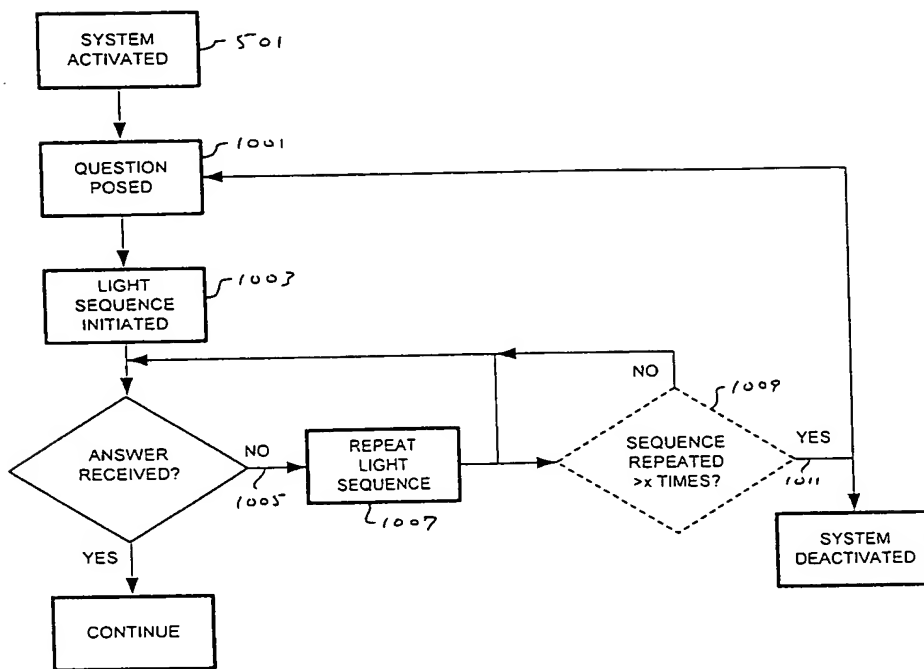 SYSTEM
ACTIVATED
501
1001
QUESTION
POSED
1003
LIGHT
SEQUENCE
INITIATED
NO
1009
ANSWER
RECEIVED?
NO
1005
REPEAT
LIGHT
SEQUENCE
1007
SEQUENCE
REPEATED
>x TIMES?
YES
1011
YES
SYSTEM
DEACTIVATED
CONTINUE